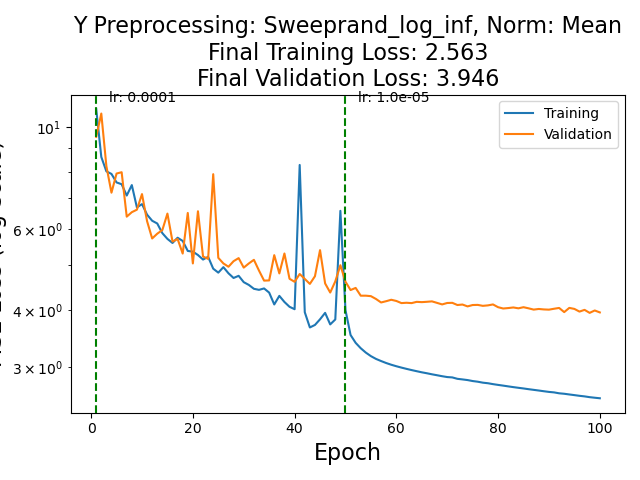 Y Preprocessing: Sweeprand_log_inf, Norm: Mean
Final Training Loss: 2.563
Final Validation Loss: 3.946
lr: 0.0001
lr: 1.0e-05
Training
Validation
10¹
6 × 10⁰
4 × 10⁰
3 × 10⁰
0 20 40 60 80 100
Epoch